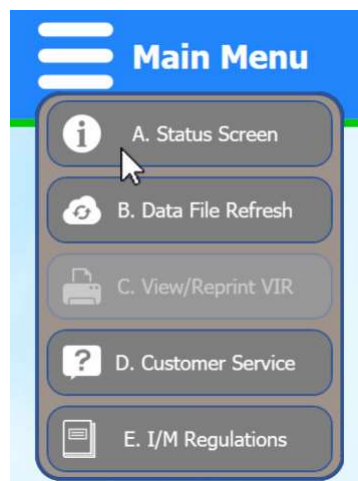 Main Menu
A. Status Screen
B. Data File Refresh
C. View/Reprint VIR
D. Customer Service
E. I/M Regulations